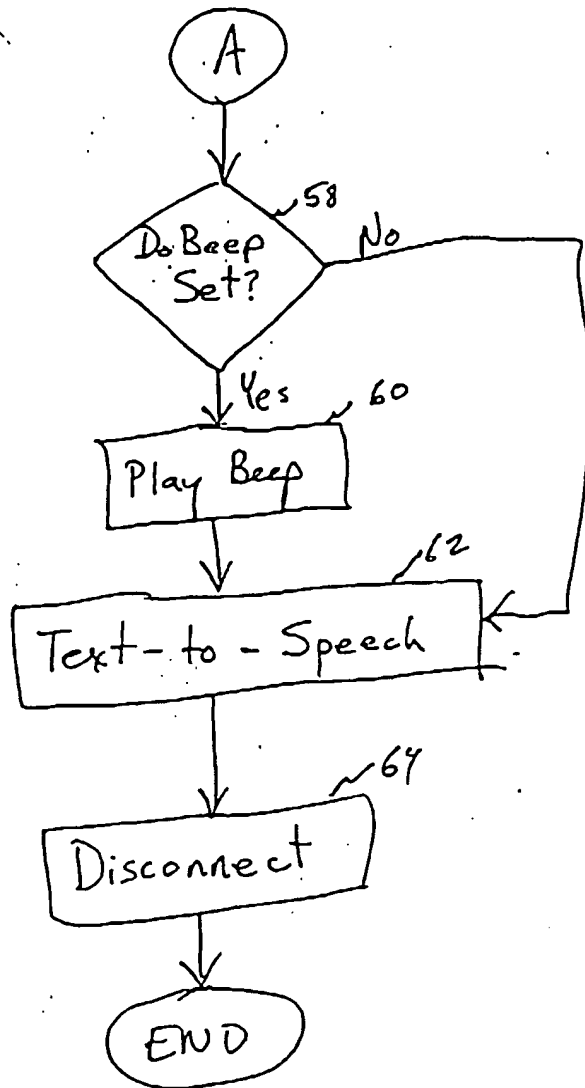 A
58
Do Beep
Set?
No
Yes
60
Play Beep
62
Text-to-Speech
64
Disconnect
END